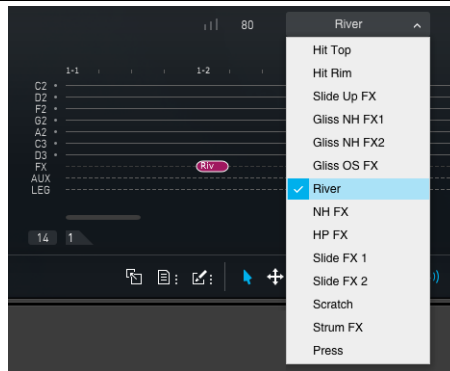 80 River
Hit Top
Hit Rim
Slide Up FX
Gliss NH FX1
Gliss NH FX2
Gliss OS FX
River
NH FX
HP FX
Slide FX 1
Slide FX 2
Scratch
Strum FX
Press
1-1 1-2
C2
D2
F2
G2
A2
C3
D3
FX Riv
AUX
LEG
14 1